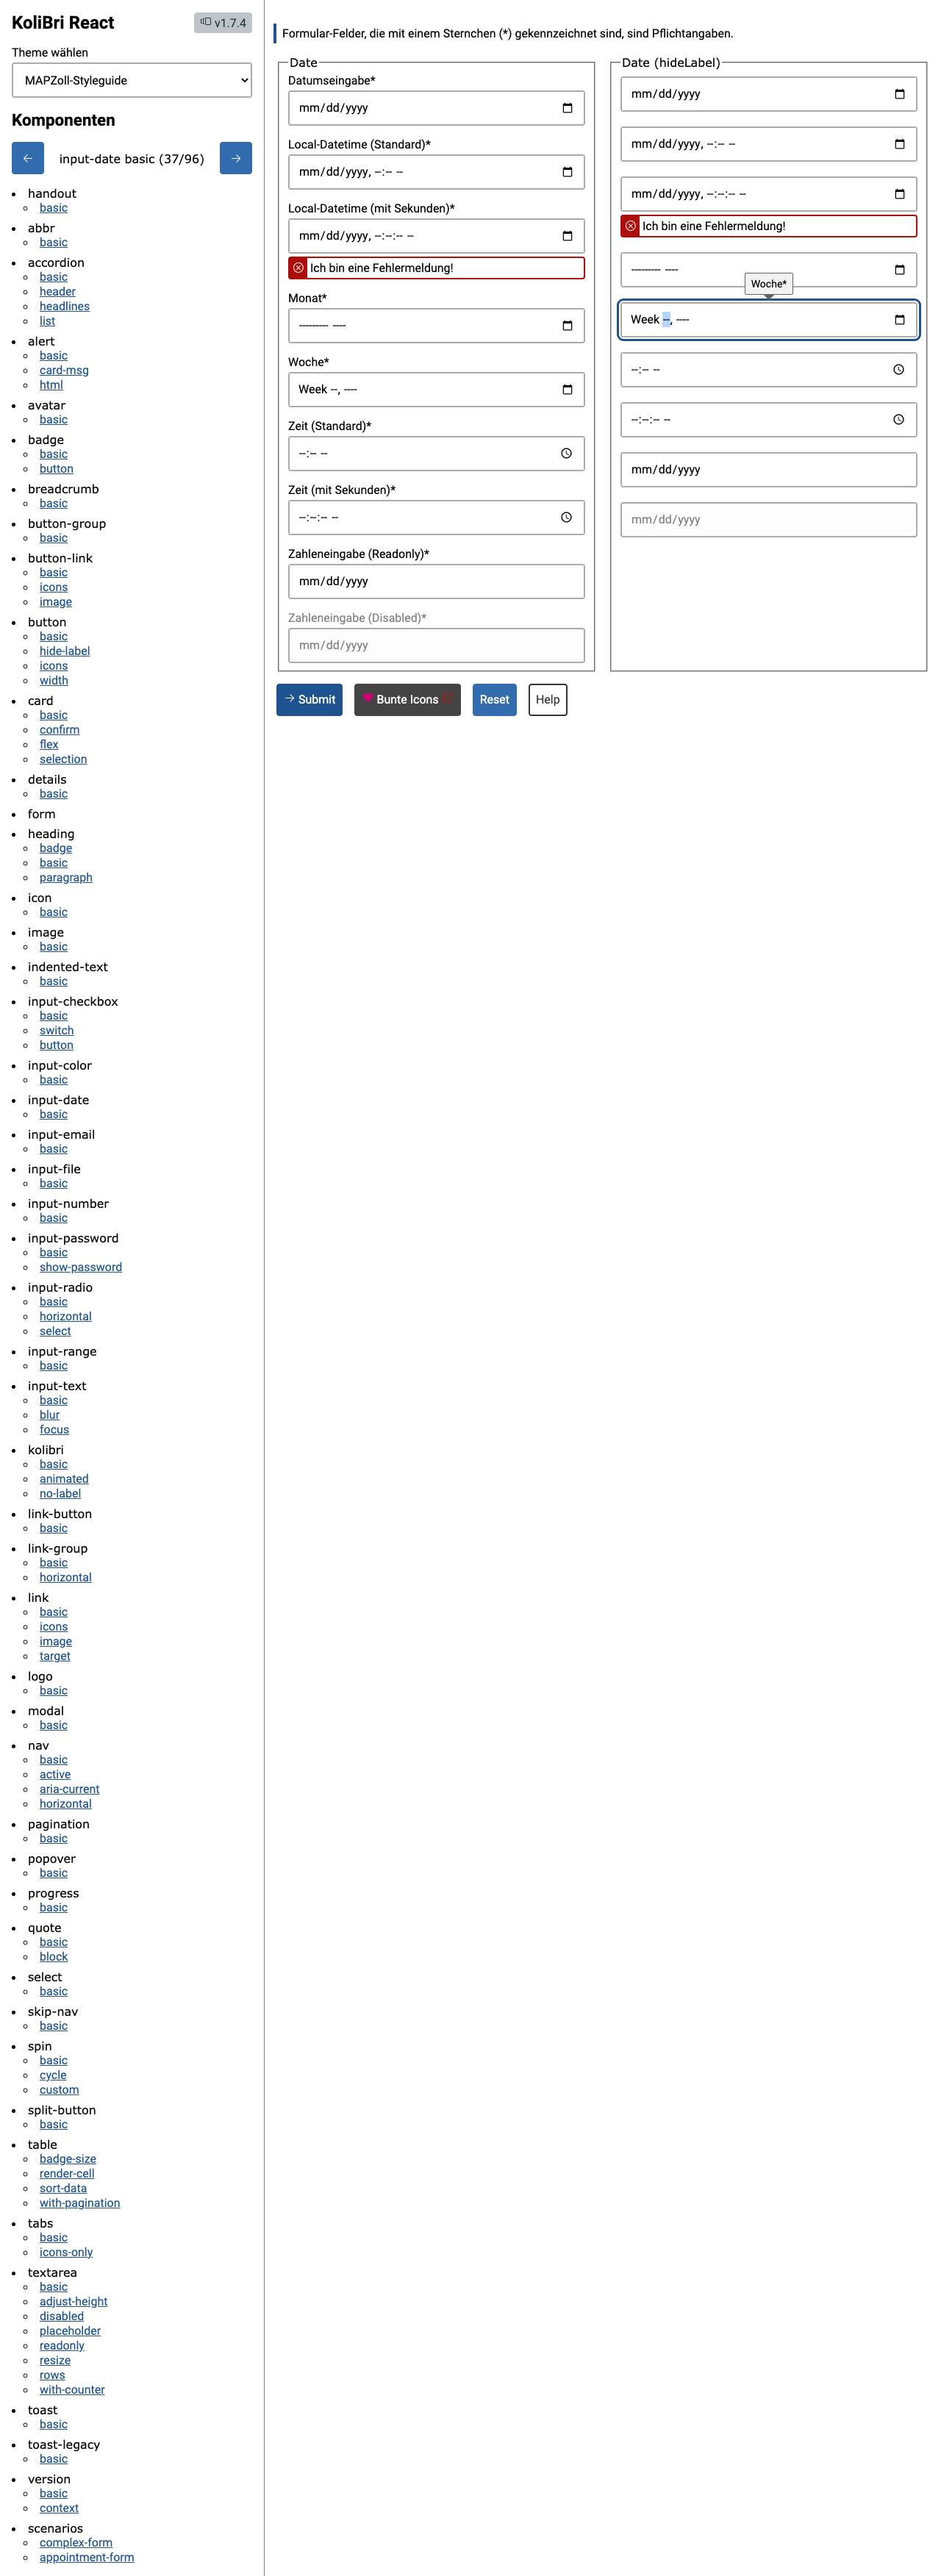 KoliBri React
v1.7.4
Theme wählen
MAPZoll-Styleguide
Komponenten
← input-date basic (37/96) →
handout
basic
abbr
basic
accordion
basic
header
headlines
list
alert
basic
card-msg
html
avatar
basic
badge
basic
button
breadcrumb
basic
button-group
basic
button-link
basic
icons
image
button
basic
hide-label
icons
width
card
basic
confirm
flex
selection
details
basic
form
heading
badge
basic
paragraph
icon
basic
image
basic
indented-text
basic
input-checkbox
basic
switch
button
input-color
basic
input-date
basic
input-email
basic
input-file
basic
input-number
basic
input-password
basic
show-password
input-radio
basic
horizontal
select
input-range
basic
input-text
basic
blur
focus
kolibri
basic
animated
no-label
link-button
basic
link-group
basic
horizontal
link
basic
icons
image
target
logo
basic
modal
basic
nav
basic
active
aria-current
horizontal
pagination
basic
popover
basic
progress
basic
quote
basic
block
select
basic
skip-nav
basic
spin
basic
cycle
custom
split-button
basic
table
badge-size
render-cell
sort-data
with-pagination
tabs
basic
icons-only
textarea
basic
adjust-height
disabled
placeholder
readonly
resize
rows
with-counter
toast
basic
toast-legacy
basic
version
basic
context
scenarios
complex-form
appointment-form
Formular-Felder, die mit einem Sternchen (*) gekennzeichnet sind, sind Pflichtangaben.
Date
Datumseingabe*
mm/dd/yyyy
Local-Datetime (Standard)*
mm/dd/yyyy, --:-- --
Local-Datetime (mit Sekunden)*
mm/dd/yyyy, --:--:-- --
Ich bin eine Fehlermeldung!
Monat*
--------- ----
Woche*
Week --, ----
Zeit (Standard)*
--:-- --
Zeit (mit Sekunden)*
--:--:-- --
Zahleneingabe (Readonly)*
mm/dd/yyyy
Zahleneingabe (Disabled)*
mm/dd/yyyy
Date (hideLabel)
mm/dd/yyyy
mm/dd/yyyy, --:-- --
mm/dd/yyyy, --:--:-- --
Ich bin eine Fehlermeldung!
--------- ----
Woche*
Week --, ----
--:-- --
--:--:-- --
mm/dd/yyyy
mm/dd/yyyy
→ Submit
Bunte Icons
Reset
Help